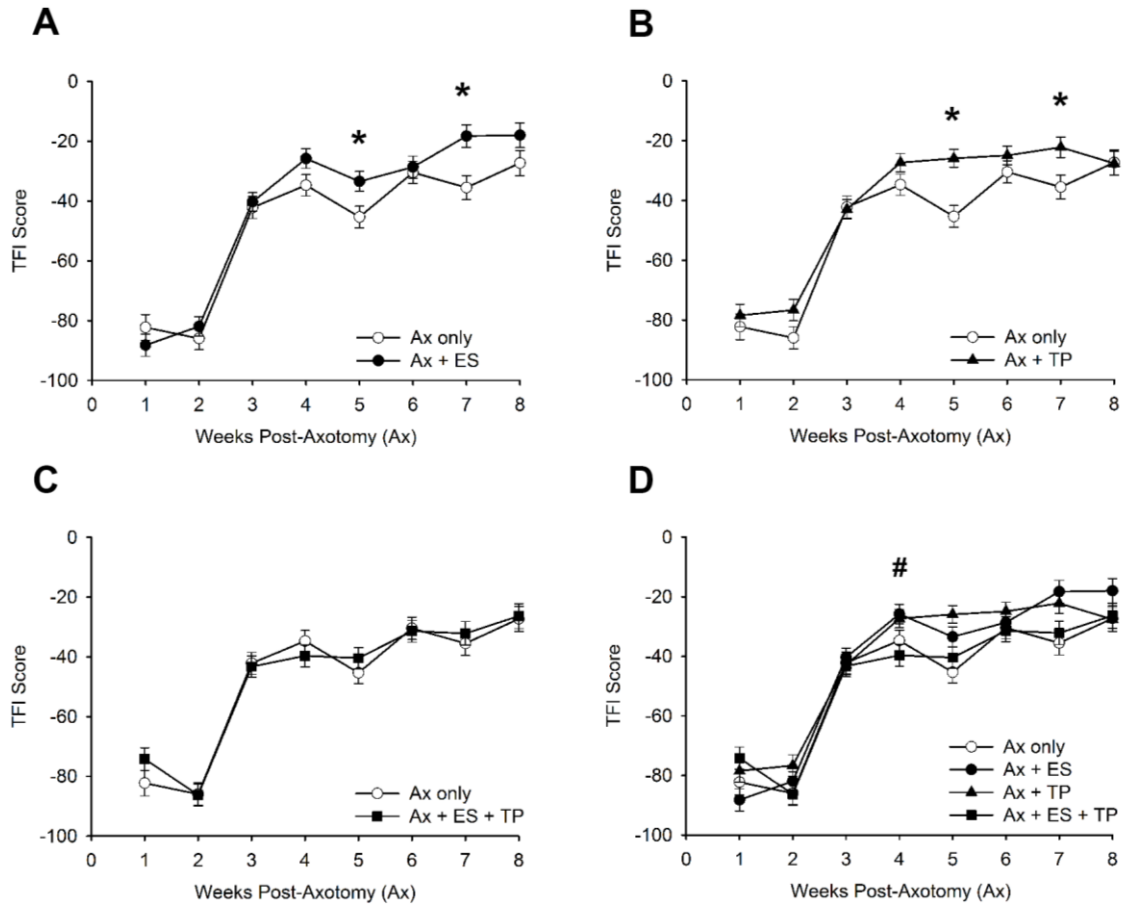 A
0
-20
-40
-60
-80
-100
TFI Score
*
*
Ax only
Ax + ES
0 1 2 3 4 5 6 7 8
Weeks Post-Axotomy (Ax)
B
0
-20
-40
-60
-80
-100
TFI Score
*
*
Ax only
Ax + TP
0 1 2 3 4 5 6 7 8
Weeks Post-Axotomy (Ax)
C
0
-20
-40
-60
-80
-100
TFI Score
Ax only
Ax + ES + TP
0 1 2 3 4 5 6 7 8
Weeks Post-Axotomy (Ax)
D
0
-20
-40
-60
-80
-100
TFI Score
#
Ax only
Ax + ES
Ax + TP
Ax + ES + TP
0 1 2 3 4 5 6 7 8
Weeks Post-Axotomy (Ax)